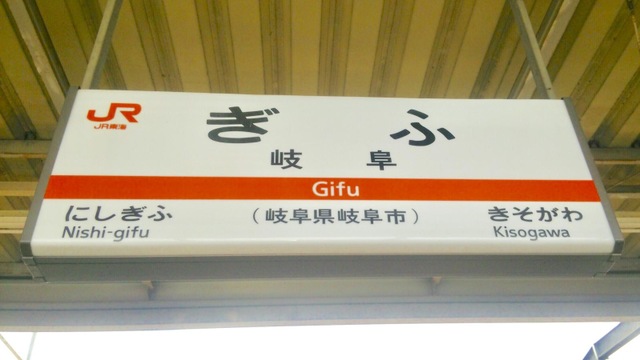 JR
JR東海
ぎふ
岐阜
Gifu
にしぎふ
Nishi-gifu
（岐阜県岐阜市）
きそがわ
Kisogawa